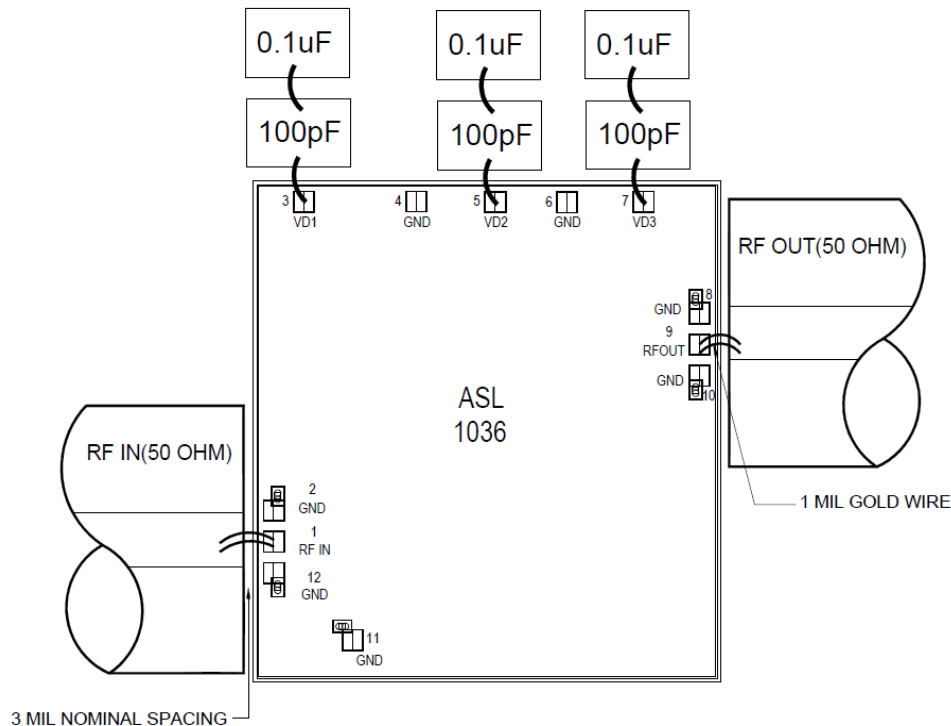 0.1uF
0.1uF
0.1uF
100pF
100pF
100pF
3
VD1
4
GND
5
VD2
6
GND
7
VD3
RF OUT(50 OHM)
8
GND
9
RFOUT
GND
10
ASL
1036
RF IN(50 OHM)
2
GND
1
RF IN
12
GND
11
GND
1 MIL GOLD WIRE
3 MIL NOMINAL SPACING